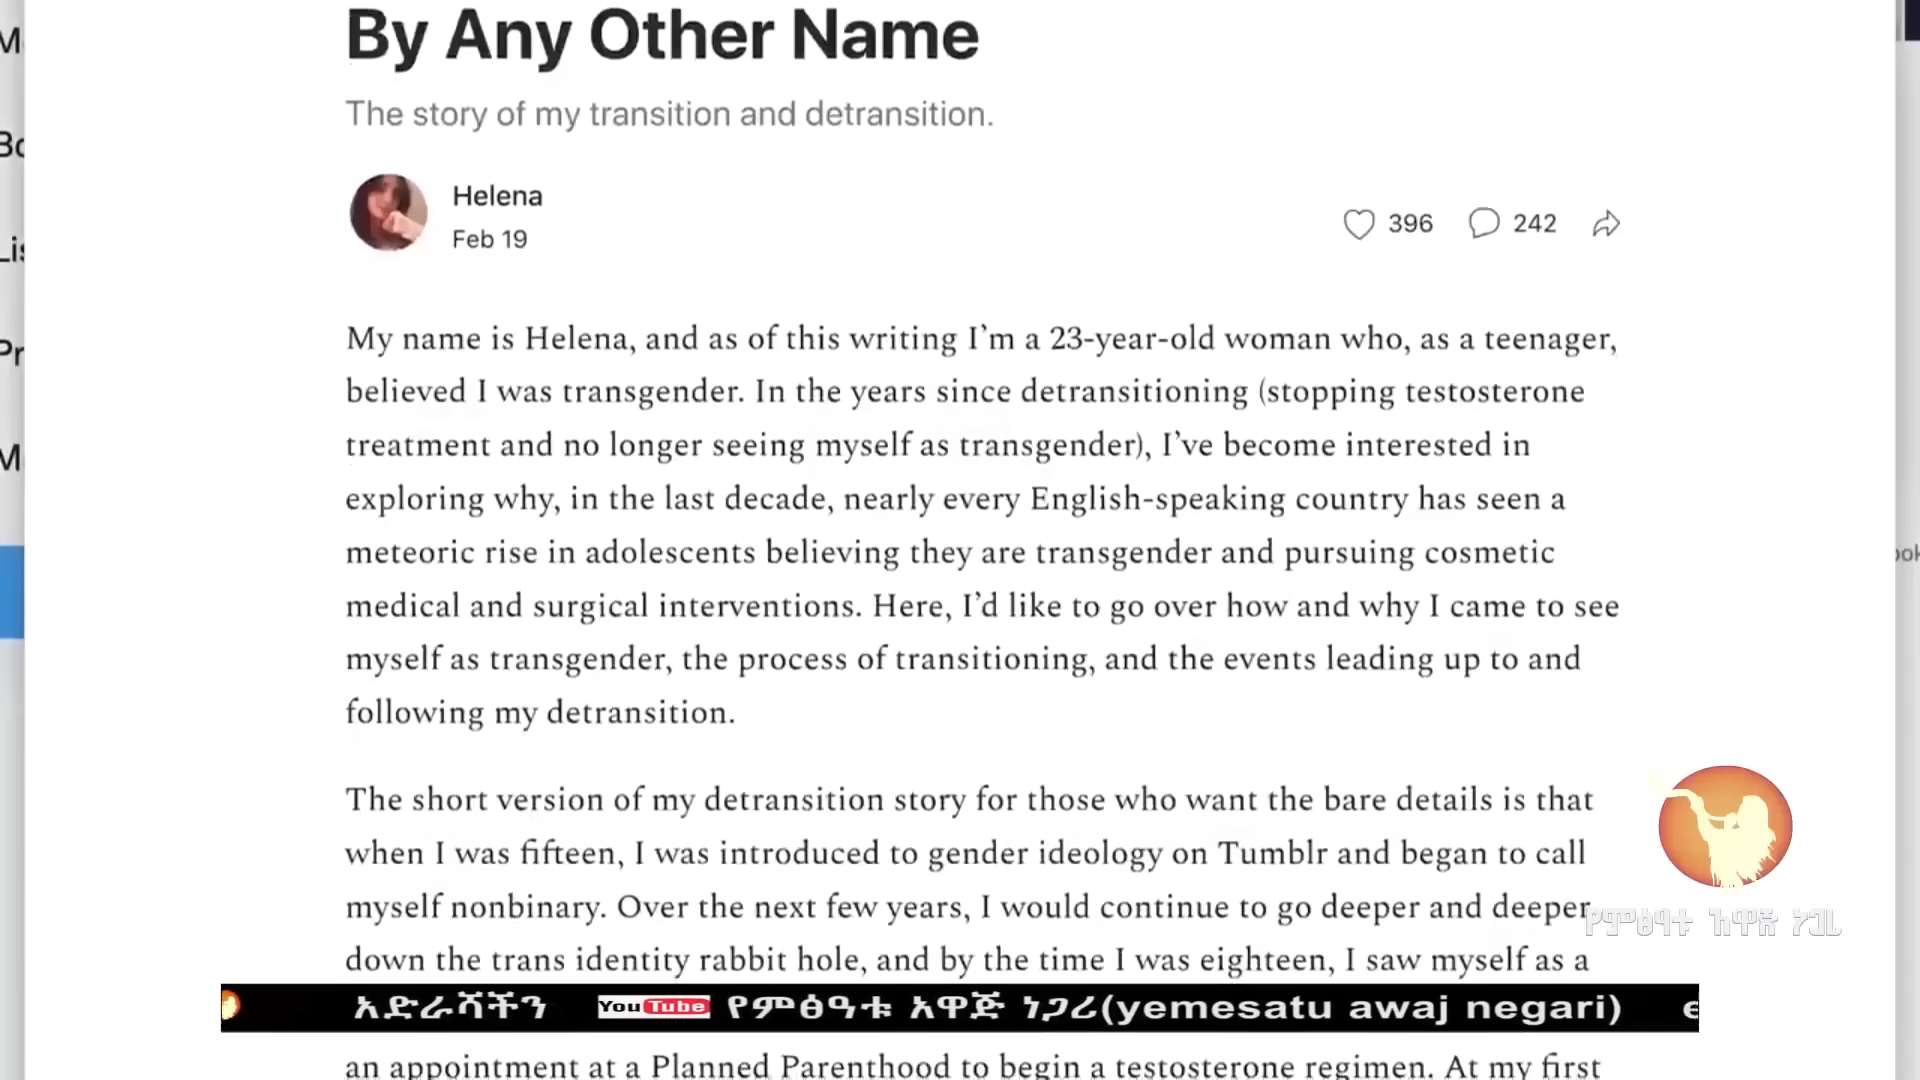 By Any Other Name
The story of my transition and detransition.
Helena
Feb 19
396 242
My name is Helena, and as of this writing I’m a 23-year-old woman who, as a teenager,
believed I was transgender. In the years since detransitioning (stopping testosterone
treatment and no longer seeing myself as transgender), I’ve become interested in
exploring why, in the last decade, nearly every English-speaking country has seen a
meteoric rise in adolescents believing they are transgender and pursuing cosmetic
medical and surgical interventions. Here, I’d like to go over how and why I came to see
myself as transgender, the process of transitioning, and the events leading up to and
following my detransition.
The short version of my detransition story for those who want the bare details is that
when I was fifteen, I was introduced to gender ideology on Tumblr and began to call
myself nonbinary. Over the next few years, I would continue to go deeper and deeper
የምፅዓቱ አዋጅ ነጋሪ
down the trans identity rabbit hole, and by the time I was eighteen, I saw myself as a
አድራሻችን YouTube የምፅዓቱ አዋጅ ነጋሪ(yemesatu awaj negari)
an appointment at a Planned Parenthood to begin a testosterone regimen. At my first